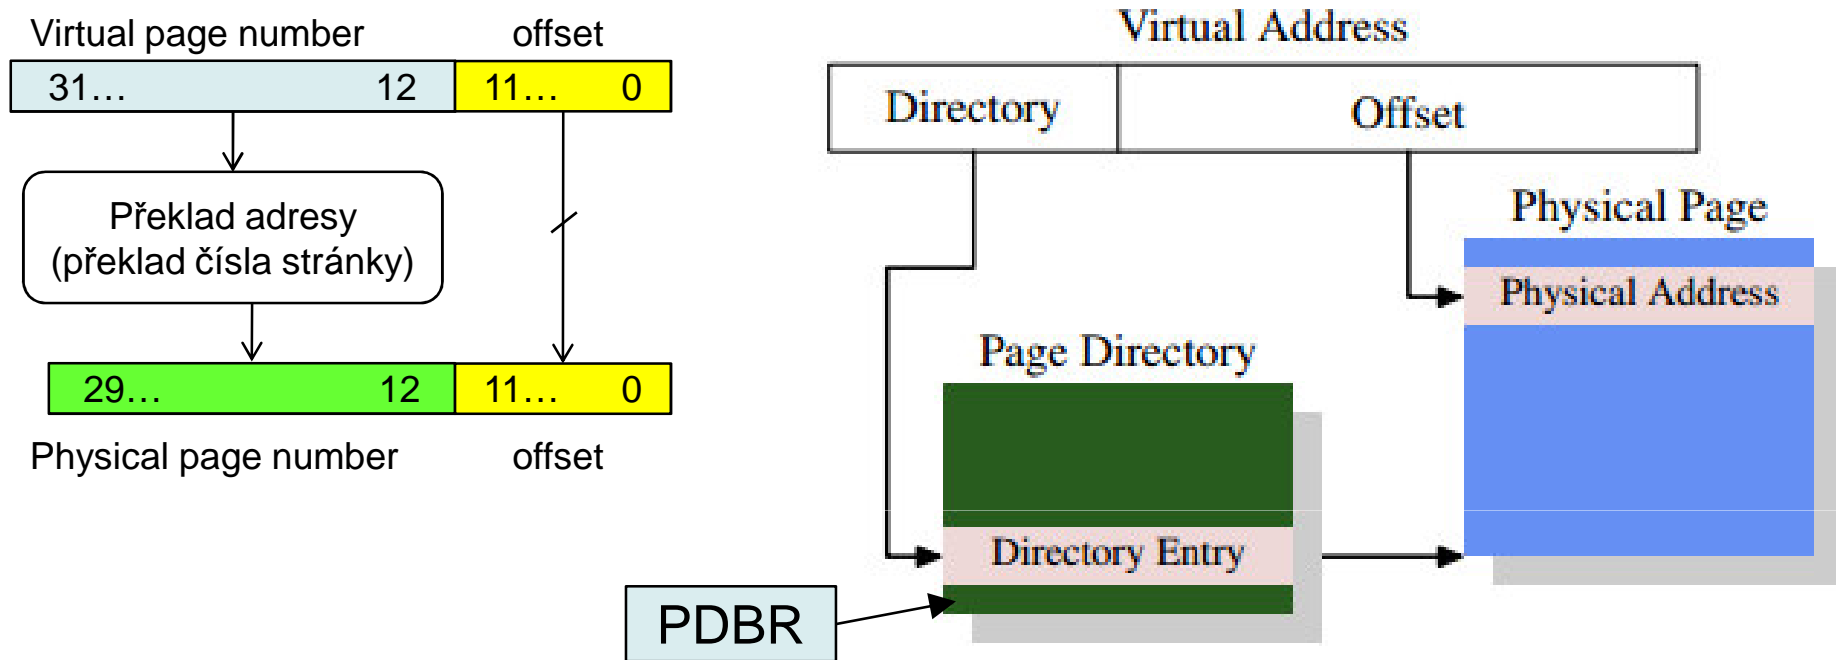 Virtual page number offset
31... 12 11... 0
Překlad adresy
(překlad čísla stránky)
29... 12 11... 0
Physical page number offset
Virtual Address
Directory Offset
Physical Page
Physical Address
Page Directory
Directory Entry
PDBR